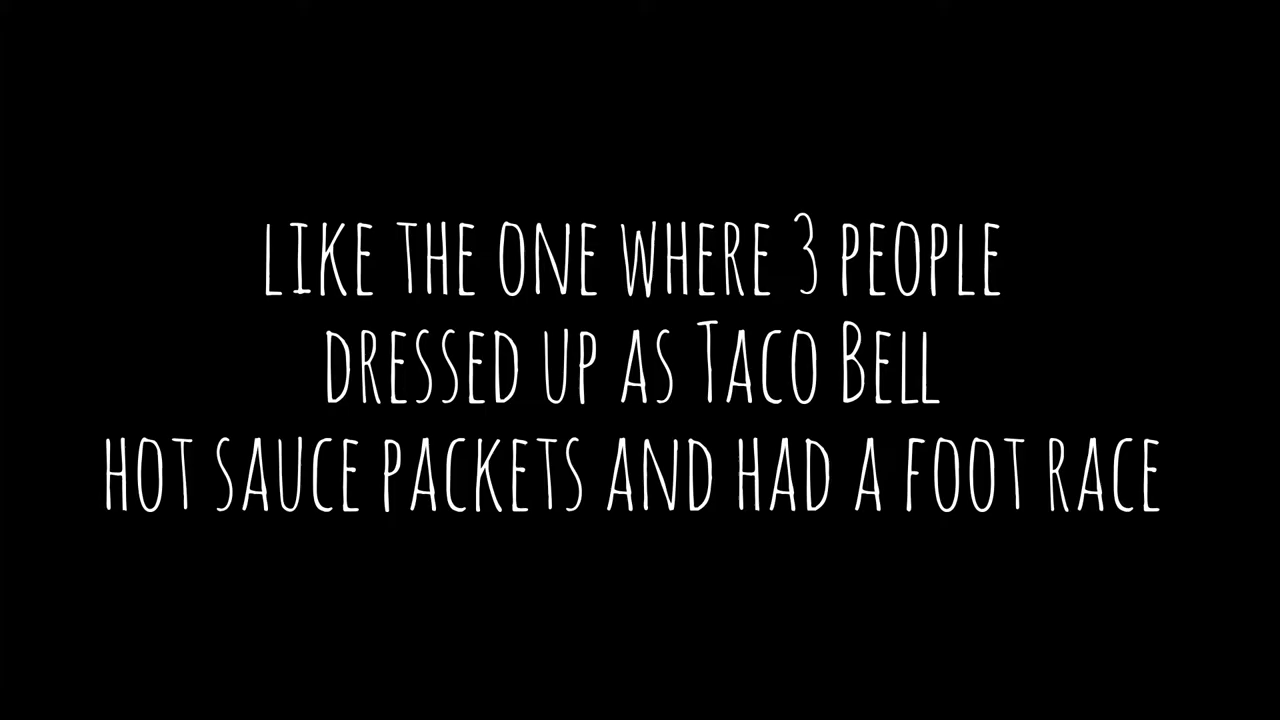 LIKE THE ONE WHERE 3 PEOPLE
DRESSED UP AS TACO BELL
HOT SAUCE PACKETS AND HAD A FOOT RACE